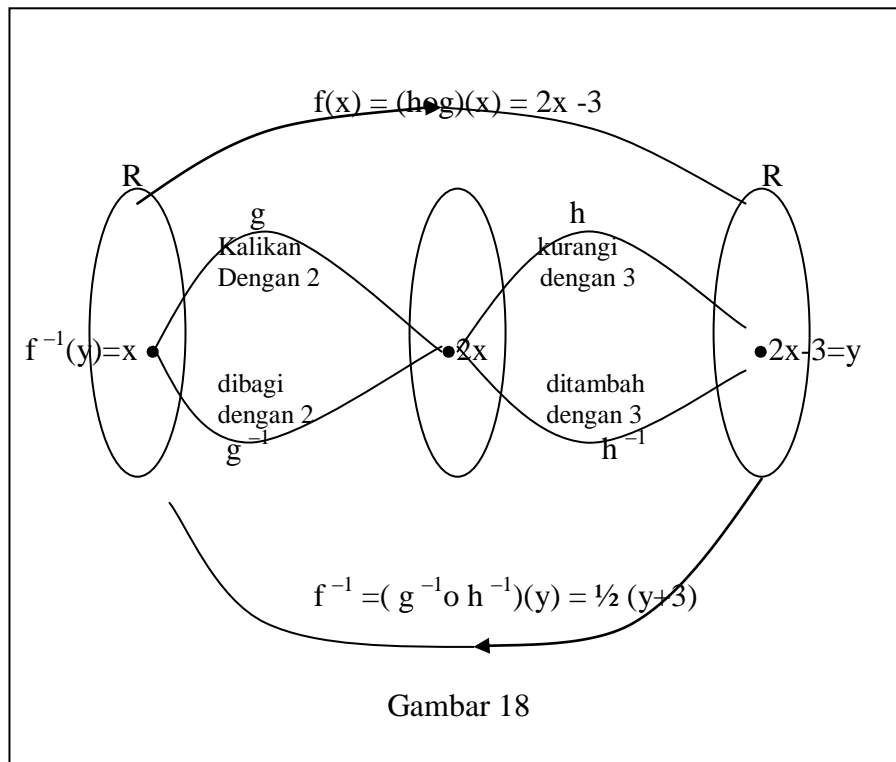 f(x) = (hog)(x) = 2x -3
R R
g h
Kalikan kurangi
Dengan 2 dengan 3
f⁻¹(y)=x 2x 2x-3=y
dibagi ditambah
dengan 2 dengan 3
g⁻¹ h⁻¹
f⁻¹ =( g⁻¹o h⁻¹)(y) = ½ (y+3)
Gambar 18